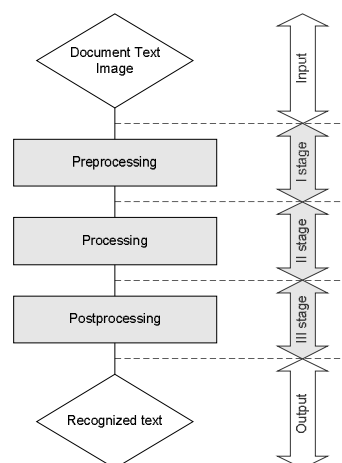 Document Text
Image
Input
Preprocessing
I stage
Processing
II stage
Postprocessing
III stage
Recognized text
Output